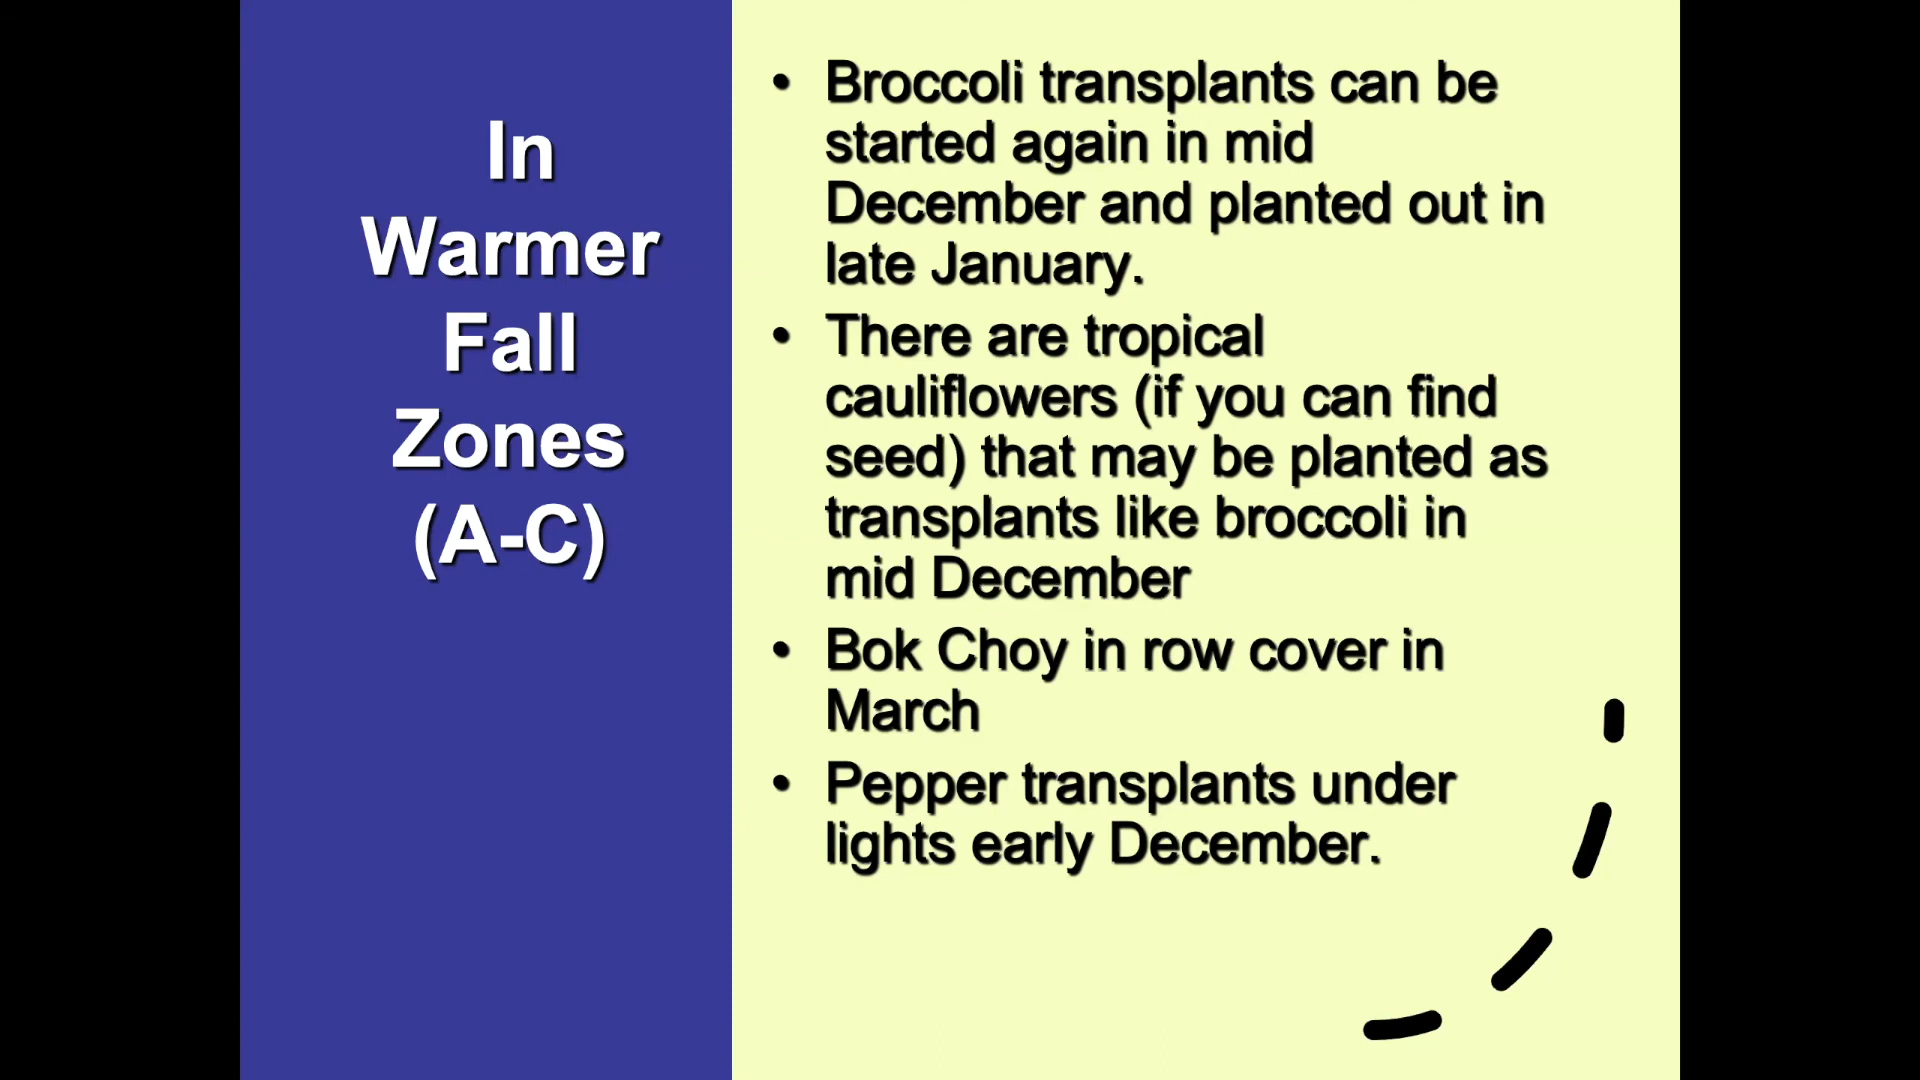 In
Warmer
Fall
Zones
(A-C)
• Broccoli transplants can be
started again in mid
December and planted out in
late January.
• There are tropical
cauliflowers (if you can find
seed) that may be planted as
transplants like broccoli in
mid December
• Bok Choy in row cover in
March
• Pepper transplants under
lights early December.